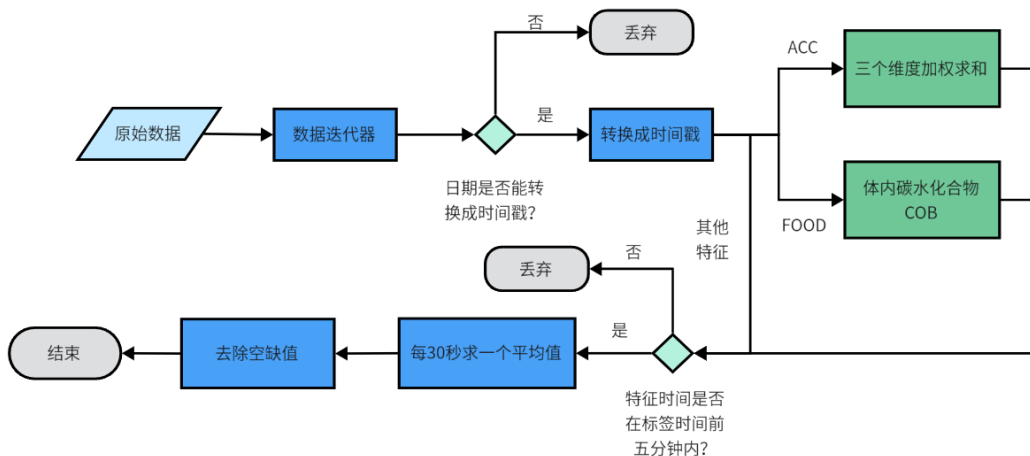 否
丢弃
ACC
三个维度加权求和
原始数据
数据迭代器
是
转换成时间戳
日期是否能转
换成时间戳？
体内碳水化合物
COB
FOOD
其他
特征
否
丢弃
是
结束
去除空缺值
每30秒求一个平均值
特征时间是否
在标签时间前
五分钟内？